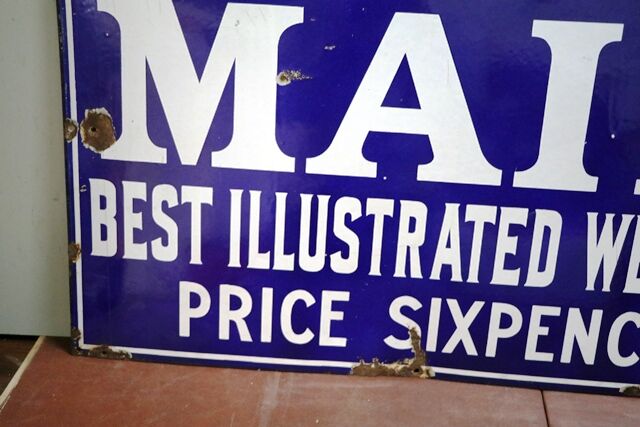 MAI
BEST ILLUSTRATED WE
PRICE SIXPENC